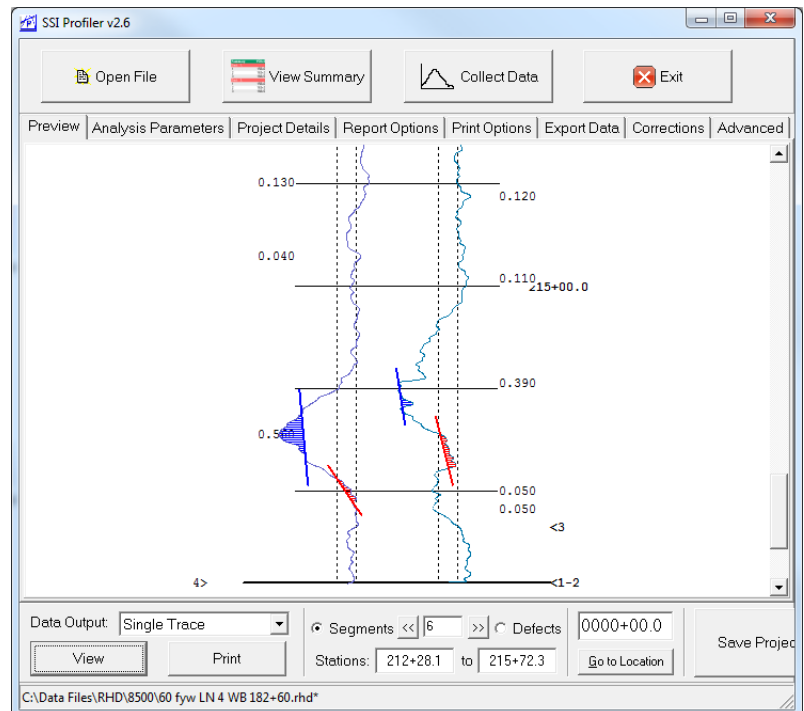 SSI Profiler v2.6
Open File View Summary Collect Data Exit
Preview Analysis Parameters Project Details Report Options Print Options Export Data Corrections Advanced
0.130
0.120
0.040
0.110
215+00.0
0.390
0.050
0.050
<3
4> <1-2
Data Output: Single Trace Segments << 6 >> Defects 0000+00.0
View Print Stations: 212+28.1 to 215+72.3 Go to Location Save Projec
C:\Data Files\RHD\8500\60 fyw LN 4 WB 182+60.rhd*